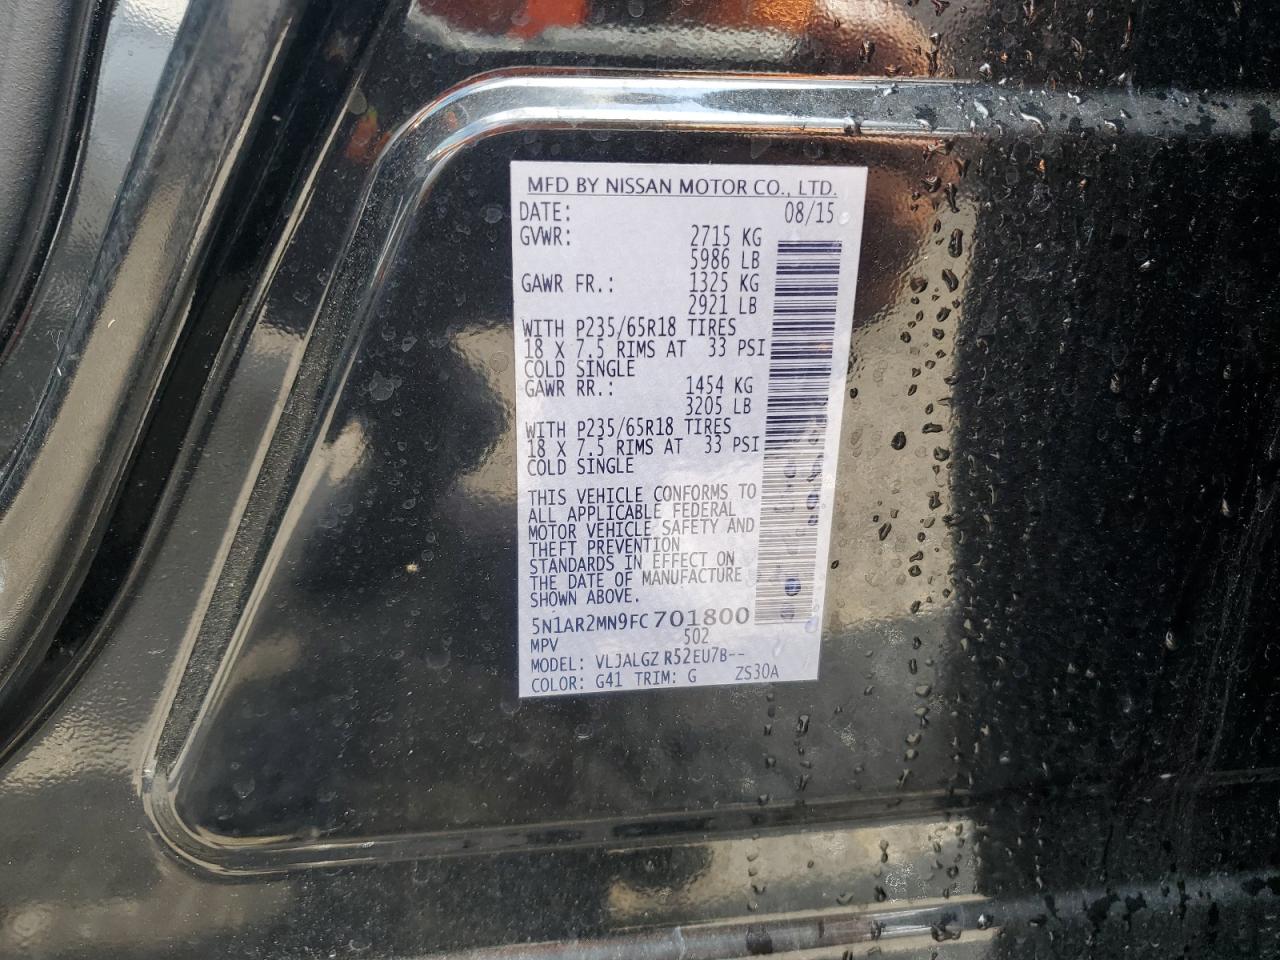 MFD BY NISSAN MOTOR CO., LTD.
DATE: 08/15
GVWR: 2715 KG
5986 LB
GAWR FR.: 1325 KG
2921 LB
WITH P235/65R18 TIRES
18 X 7.5 RIMS AT 33 PSI
COLD SINGLE
GAWR RR.: 1454 KG
3205 LB
WITH P235/65R18 TIRES
18 X 7.5 RIMS AT 33 PSI
COLD SINGLE
THIS VEHICLE CONFORMS TO
ALL APPLICABLE FEDERAL
MOTOR VEHICLE SAFETY AND
THEFT PREVENTION
STANDARDS IN EFFECT ON
THE DATE OF MANUFACTURE
SHOWN ABOVE.
5N1AR2MN9FC701800
MPV 502
MODEL: VLJALGZ R52EU7B--
COLOR: G41 TRIM: G ZS30A